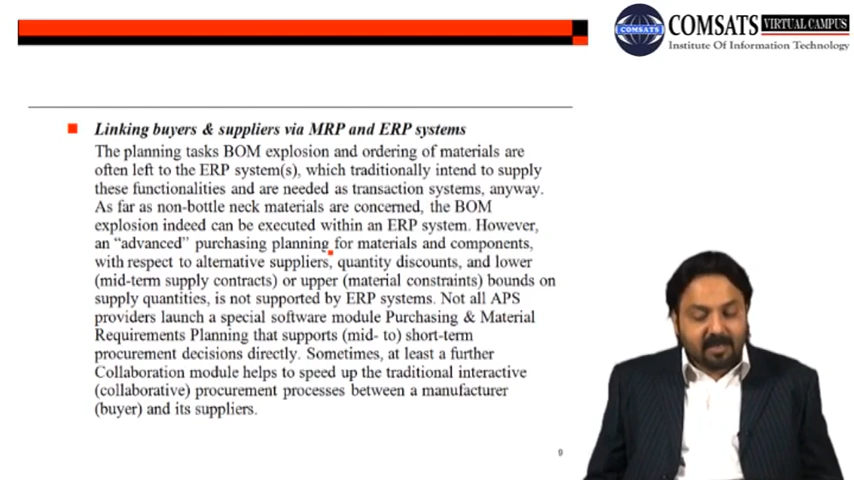 COMSATS
COMSATS VIRTUAL CAMPUS
Institute Of Information Technology
Linking buyers & suppliers via MRP and ERP systems
The planning tasks BOM explosion and ordering of materials are
often left to the ERP system(s), which traditionally intend to supply
these functionalities and are needed as transaction systems, anyway.
As far as non-bottle neck materials are concerned, the BOM
explosion indeed can be executed within an ERP system. However,
an “advanced” purchasing planning for materials and components,
with respect to alternative suppliers, quantity discounts, and lower
(mid-term supply contracts) or upper (material constraints) bounds on
supply quantities, is not supported by ERP systems. Not all APS
providers launch a special software module Purchasing & Material
Requirements Planning that supports (mid- to) short-term
procurement decisions directly. Sometimes, at least a further
Collaboration module helps to speed up the traditional interactive
(collaborative) procurement processes between a manufacturer
(buyer) and its suppliers.
9